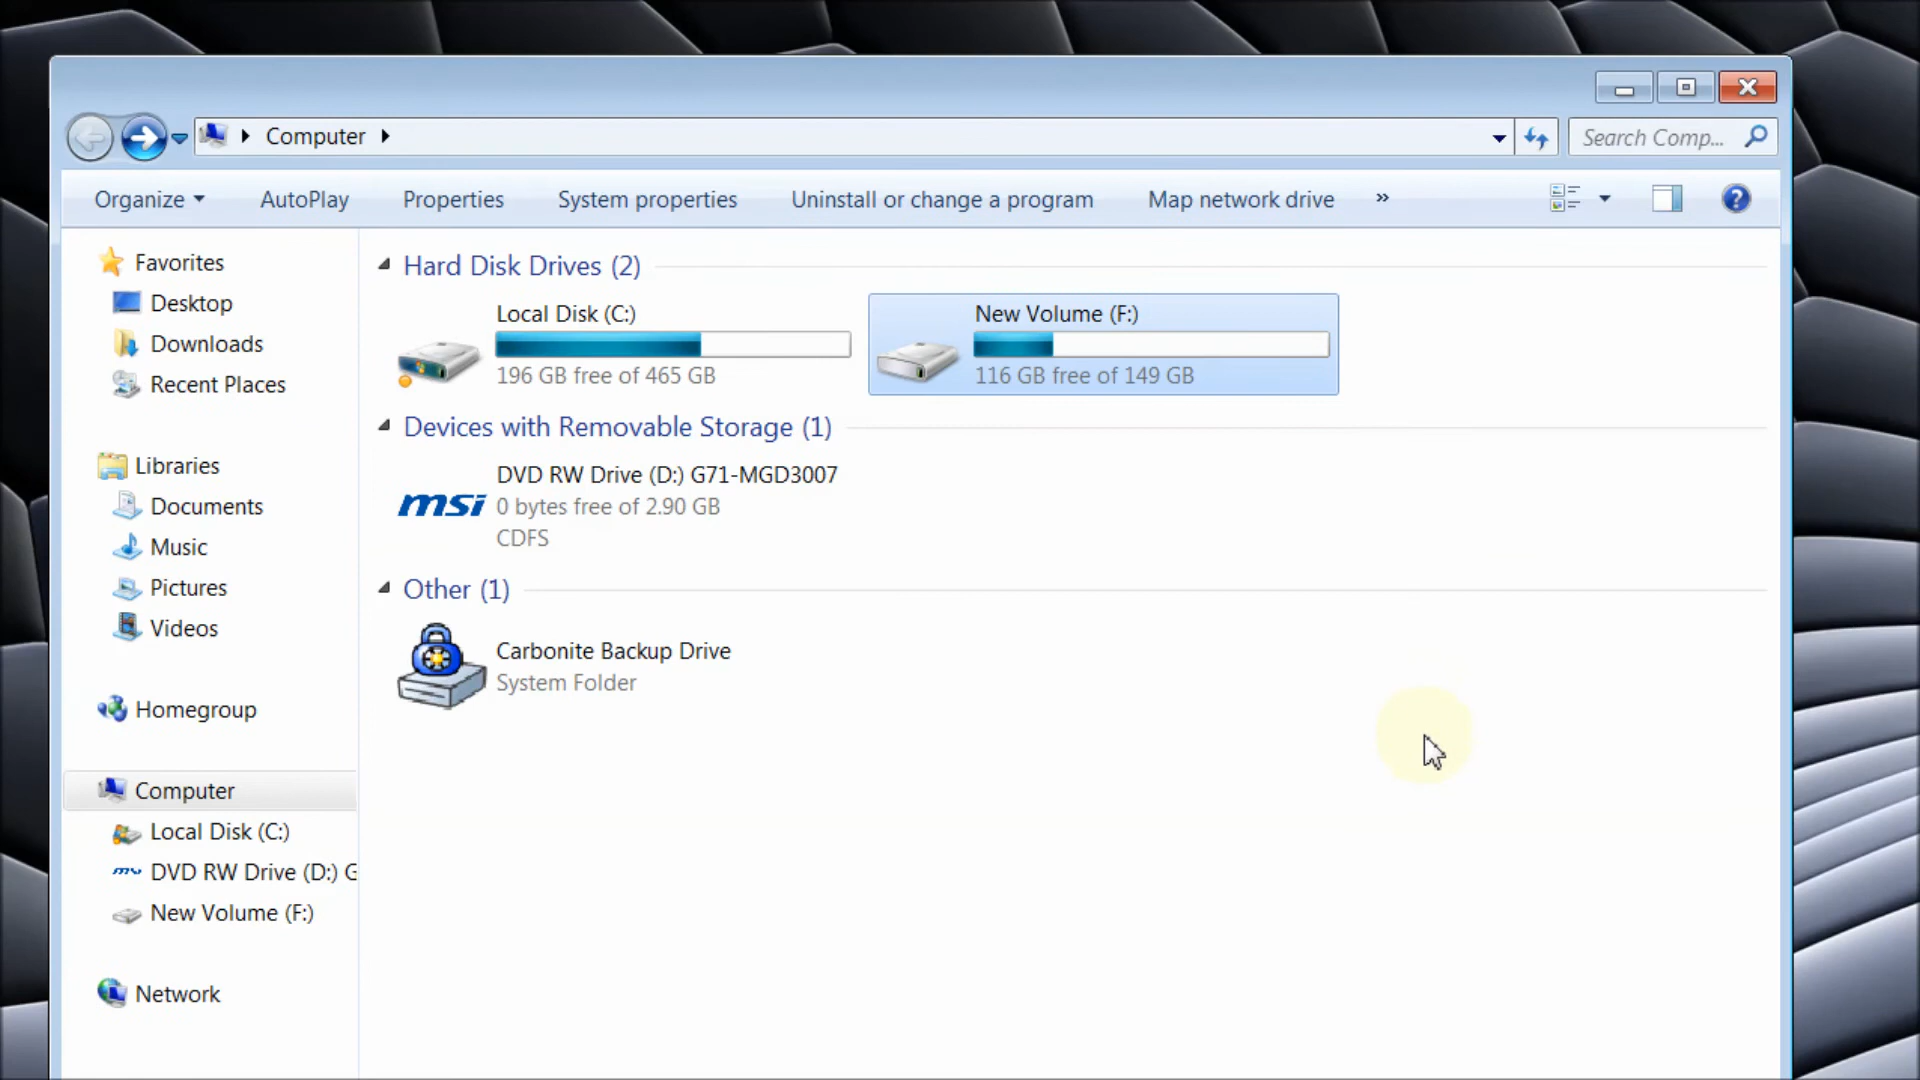 Computer
Search Comp...
Organize
AutoPlay
Properties
System properties
Uninstall or change a program
Map network drive
»
?
Favorites
Desktop
Downloads
Recent Places
Libraries
Documents
Music
Pictures
Videos
Homegroup
Computer
Local Disk (C:)
DVD RW Drive (D:) G
New Volume (F:)
Network
Hard Disk Drives (2)
Local Disk (C:)
196 GB free of 465 GB
New Volume (F:)
116 GB free of 149 GB
Devices with Removable Storage (1)
DVD RW Drive (D:) G71-MGD3007
msi
0 bytes free of 2.90 GB
CDFS
Other (1)
Carbonite Backup Drive
System Folder